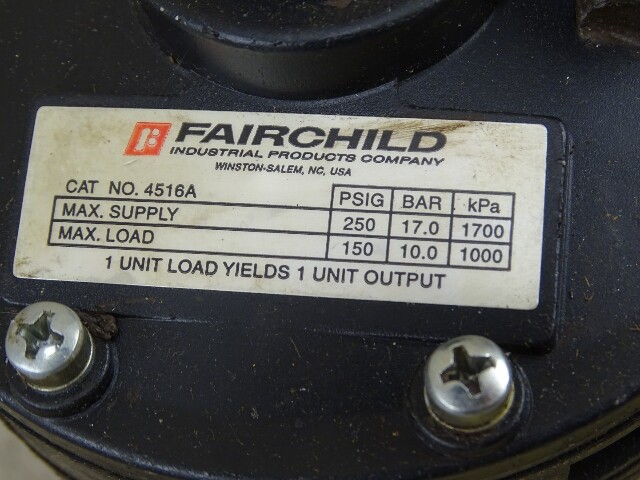 FAIRCHILD
INDUSTRIAL PRODUCTS COMPANY
WINSTON-SALEM, NC, USA
CAT NO. 4516A PSIG BAR kPa
MAX. SUPPLY 250 17.0 1700
MAX. LOAD 150 10.0 1000
1 UNIT LOAD YIELDS 1 UNIT OUTPUT